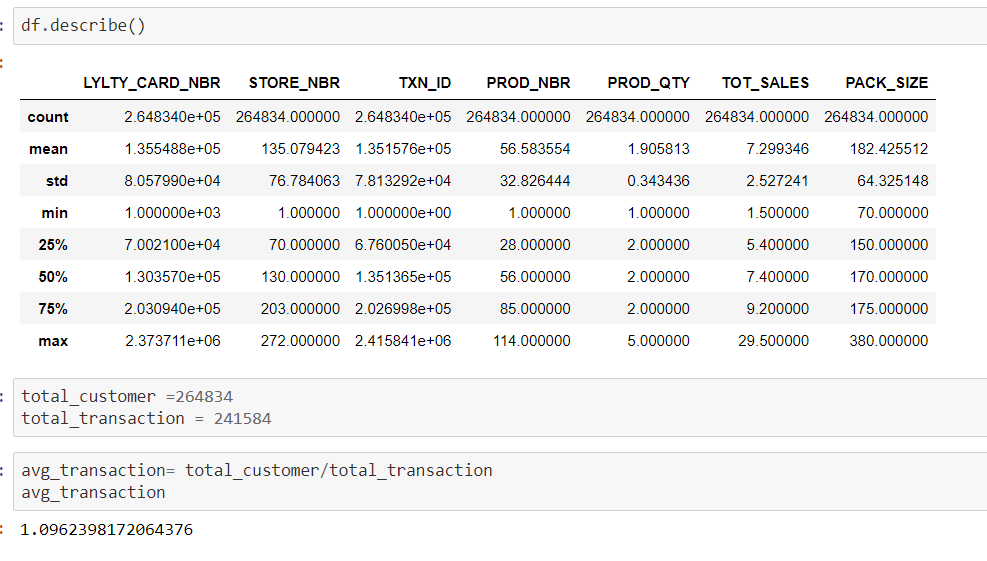 : df.describe()
:
LYLTY_CARD_NBR STORE_NBR TXN_ID PROD_NBR PROD_QTY TOT_SALES PACK_SIZE
count 2.648340e+05 264834.000000 2.648340e+05 264834.000000 264834.000000 264834.000000 264834.000000
mean 1.355488e+05 135.079423 1.351576e+05 56.583554 1.905813 7.299346 182.425512
std 8.057990e+04 76.784063 7.813292e+04 32.826444 0.343436 2.527241 64.325148
min 1.000000e+03 1.000000 1.000000e+00 1.000000 1.000000 1.500000 70.000000
25% 7.002100e+04 70.000000 6.760050e+04 28.000000 2.000000 5.400000 150.000000
50% 1.303570e+05 130.000000 1.351365e+05 56.000000 2.000000 7.400000 170.000000
75% 2.030940e+05 203.000000 2.026998e+05 85.000000 2.000000 9.200000 175.000000
max 2.373711e+06 272.000000 2.415841e+06 114.000000 5.000000 29.500000 380.000000
: total_customer =264834
total_transaction = 241584
: avg_transaction= total_customer/total_transaction
avg_transaction
: 1.0962398172064376